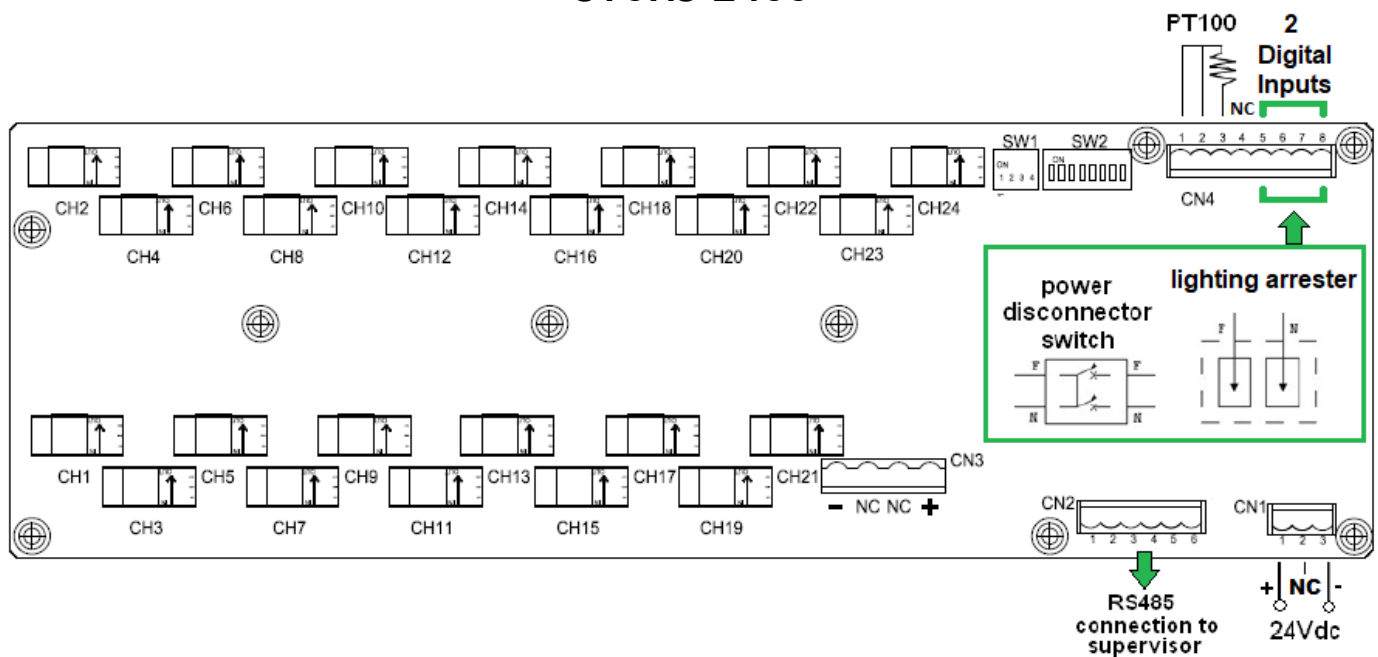 PT100
2
Digital
Inputs
NC
1 2 3 4 5 6 7 8
SW1
SW2
ON
1 2 3 4
ON
CN4
CH2
CH6
CH10
CH14
CH18
CH22
CH24
CH4
CH8
CH12
CH16
CH20
CH23
power
disconnector
switch
F F
N N
lighting arrester
F N
CH1
CH5
CH9
CH13
CH17
CH21
CN3
- NC NC +
CH3
CH7
CH11
CH15
CH19
CN2
1 2 3 4 5 6
CN1
1 2 3
RS485
connection to
supervisor
+ NC -
24Vdc